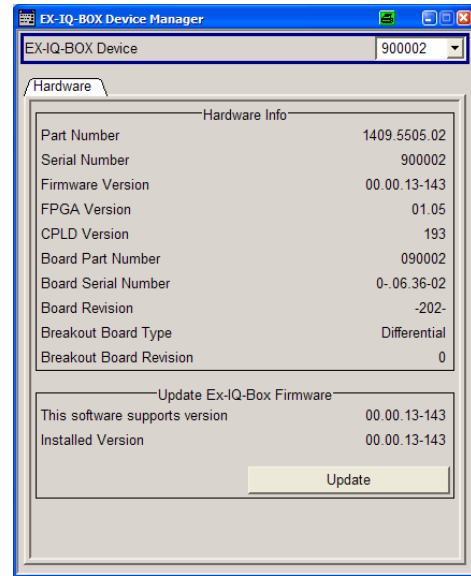 EX-IQ-BOX Device Manager
EX-IQ-BOX Device 900002
Hardware
Hardware Info
Part Number 1409.5505.02
Serial Number 900002
Firmware Version 00.00.13-143
FPGA Version 01.05
CPLD Version 193
Board Part Number 090002
Board Serial Number 0-.06.36-02
Board Revision -202-
Breakout Board Type Differential
Breakout Board Revision 0
Update Ex-IQ-Box Firmware
This software supports version 00.00.13-143
Installed Version 00.00.13-143
Update